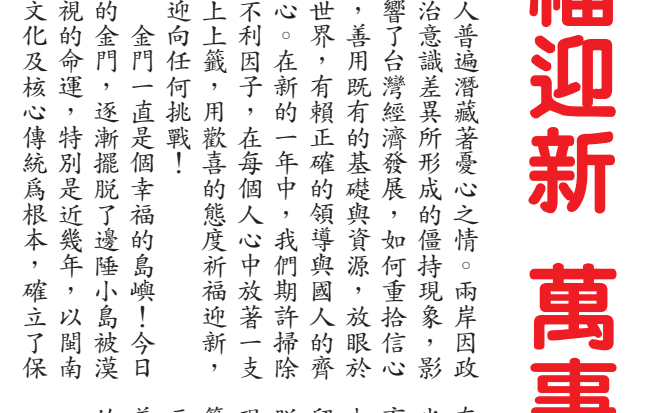 福迎新 萬事
人普遍潛藏著憂心之情。兩岸因政
治意識差異所形成的僵持現象，影
響了台灣經濟發展，如何重拾信心
，善用既有的基礎與資源，放眼於
世界，有賴正確的領導與國人的齊
心。在新的一年中，我們期許掃除
不利因子，在每個人心中放著一支
上上籤，用歡喜的態度祈福迎新，
迎向任何挑戰！
金門一直是個幸福的島嶼！今日
的金門，逐漸擺脫了邊陲小島被漠
視的命運，特別是近幾年，以閩南
文化及核心傳統爲根本，確立了保